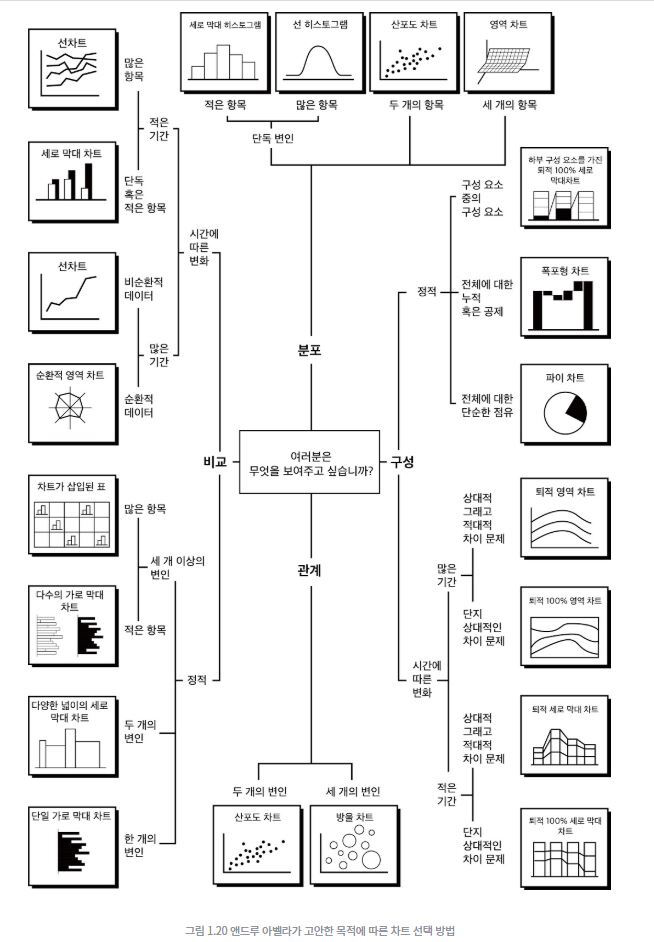 세로 막대 히스토그램
선 히스토그램
산포도 차트
영역 차트
적은 항목
많은 항목
두 개의 항목
세 개의 항목
단독 변인
분포
선차트
많은
항목
적은
기간
세로 막대 차트
단독
혹은
적은 항목
시간에
따른
변화
선차트
비순환적
데이터
많은
기간
순환적 영역 차트
순환적
데이터
비교
여러분은
무엇을 보여주고 싶습니까?
구성
차트가 삽입된 표
많은 항목
세 개 이상의
변인
다수의 가로 막대
차트
적은 항목
정적
다양한 넓이의 세로
막대 차트
두 개의
변인
단일 가로 막대 차트
한 개의
변인
관계
두 개의 변인
세 개의 변인
산포도 차트
방울 차트
정적
구성 요소
중의
구성 요소
하부 구성 요소를 가진
퇴적 100% 세로
막대차트
전체에 대한
누적
혹은 공제
폭포형 차트
전체에 대한
단순한 점유
파이 차트
시간에
따른
변화
많은
기간
상대적
그래고
적대적
차이 문제
퇴적 영역 차트
단지
상대적인
차이 문제
퇴적 100% 영역 차트
적은
기간
상대적
그래고
적대적
차이 문제
퇴적 세로 막대 차트
단지
상대적인
차이 문제
퇴적 100% 세로 막대
차트
그림 1.20 앤드루 아벨라가 고안한 목적에 따른 차트 선택 방법